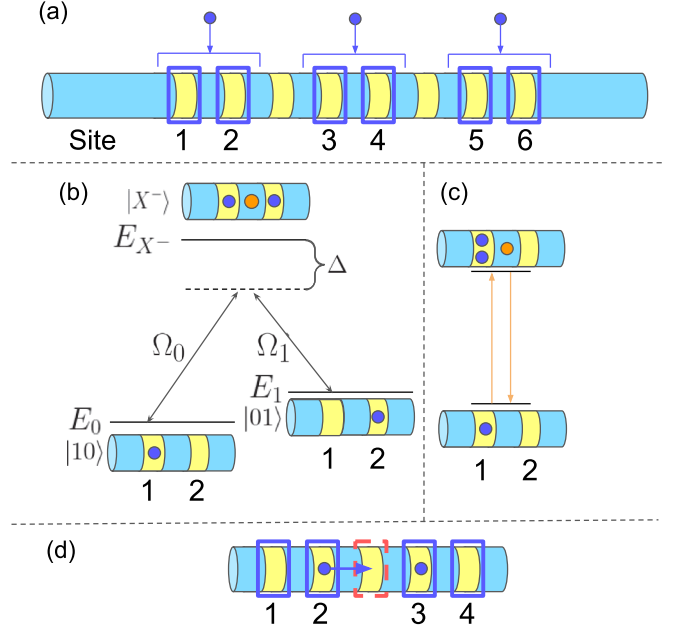 (a)
Site 1 2 3 4 5 6
(b)
(c)
|X⁻⟩
E_{X⁻}
Δ
Ω₀
Ω₁
E₁
|01⟩
E₀
|10⟩
1 2
1 2
1 2
(d)
1 2 3 4